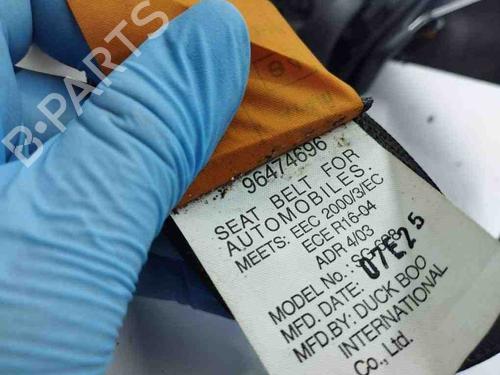 B-PARTS
96474696
SEAT BELT FOR
AUTOMOBILES.
MEETS: EEC 2000/3/EC
ECE R16-04
ADR 4/03
MODEL No.:
MFD. DATE: 07E25
MFD.BY: DUCK BOO
INTERNATIONAL
Co., Ltd.